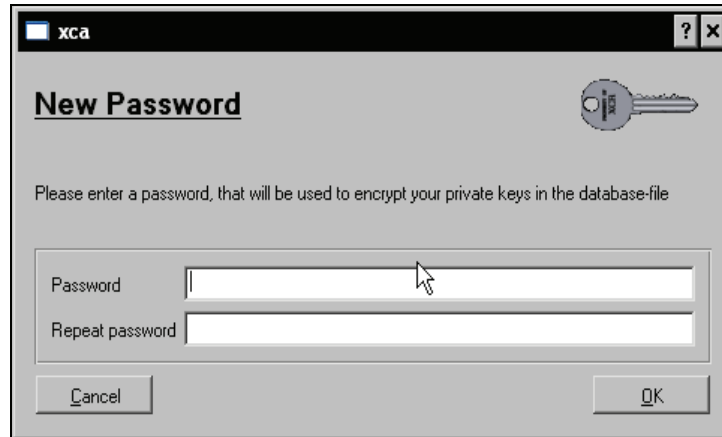 xca
New Password
Please enter a password, that will be used to encrypt your private keys in the database-file
Password
Repeat password
Cancel
OK